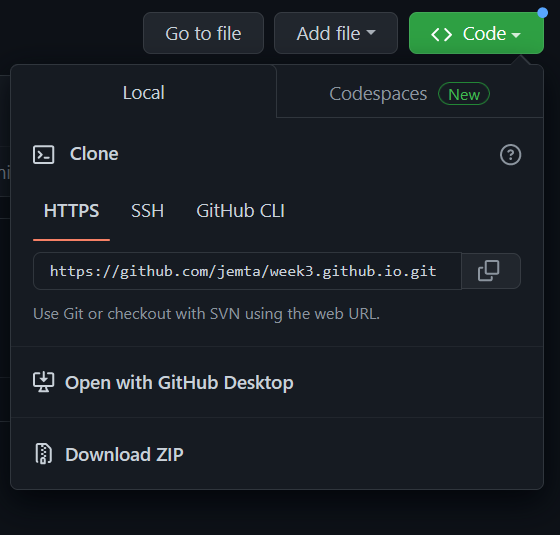 Go to file Add file Code
Local Codespaces New
Clone
HTTPS SSH GitHub CLI
https://github.com/jemta/week3.github.io.git
Use Git or checkout with SVN using the web URL.
Open with GitHub Desktop
Download ZIP